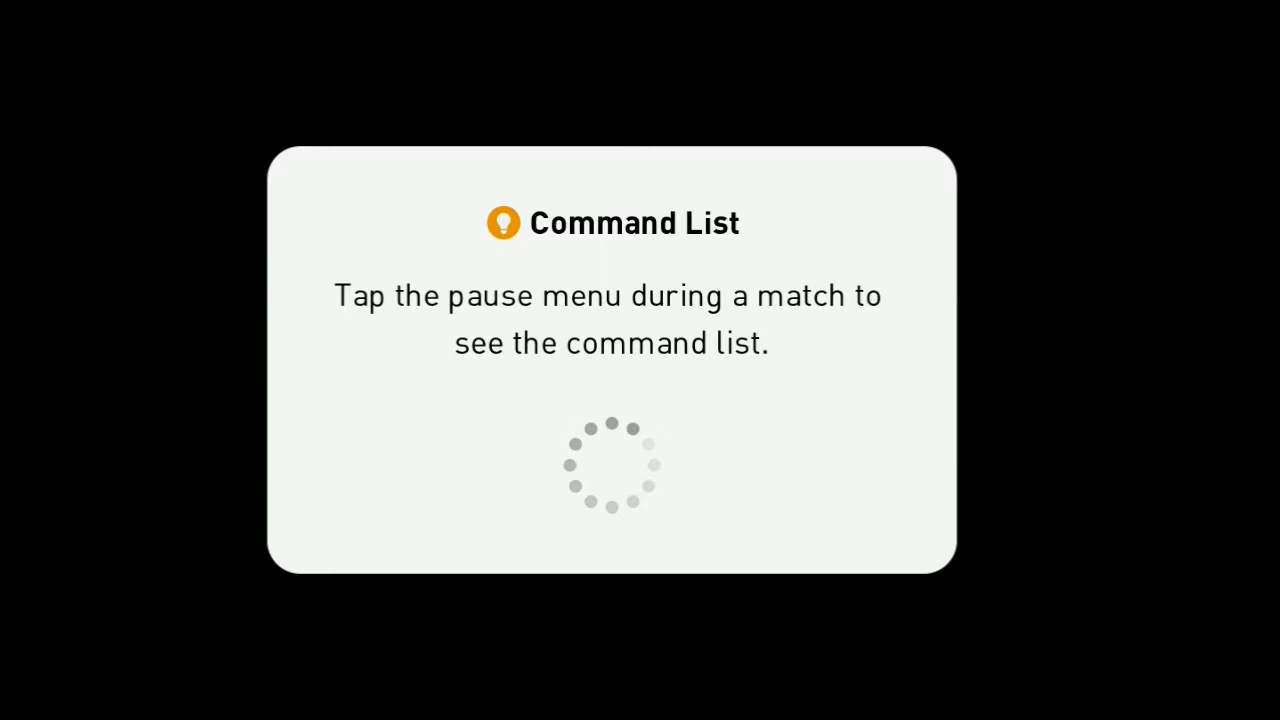 Command List
Tap the pause menu during a match to
see the command list.